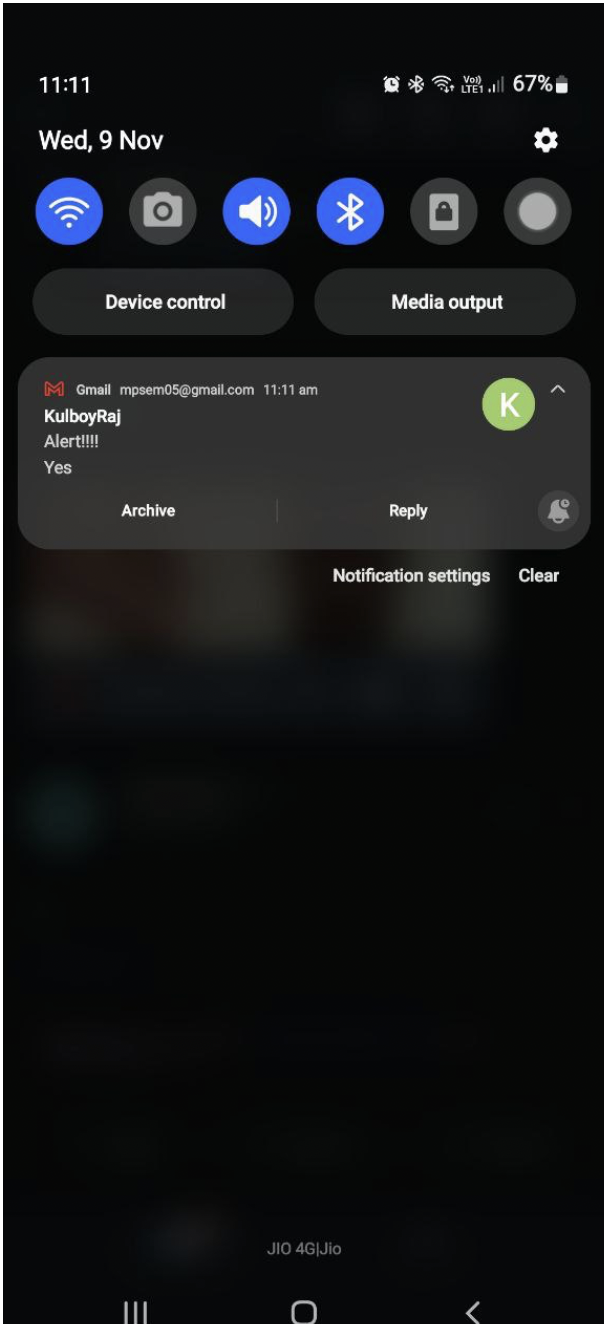 11:11 Vo)) LTE1 67%
Wed, 9 Nov
Device control Media output
Gmail mpsem05@gmail.com 11:11 am
K
KulboyRaj
Alert!!!!
Yes
Archive Reply
Notification settings Clear
JIO 4G|Jio